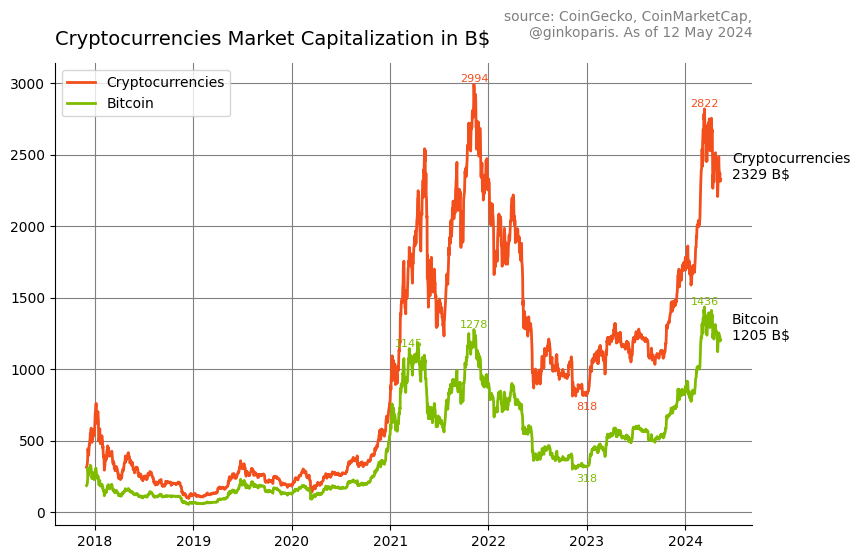 source: CoinGecko, CoinMarketCap,
@ginkoparis. As of 12 May 2024
Cryptocurrencies Market Capitalization in B$
Cryptocurrencies
Bitcoin
3000
2500
2000
1500
1000
500
0
2994
2822
1145
1278
1436
818
318
Cryptocurrencies
2329 B$
Bitcoin
1205 B$
2018
2019
2020
2021
2022
2023
2024